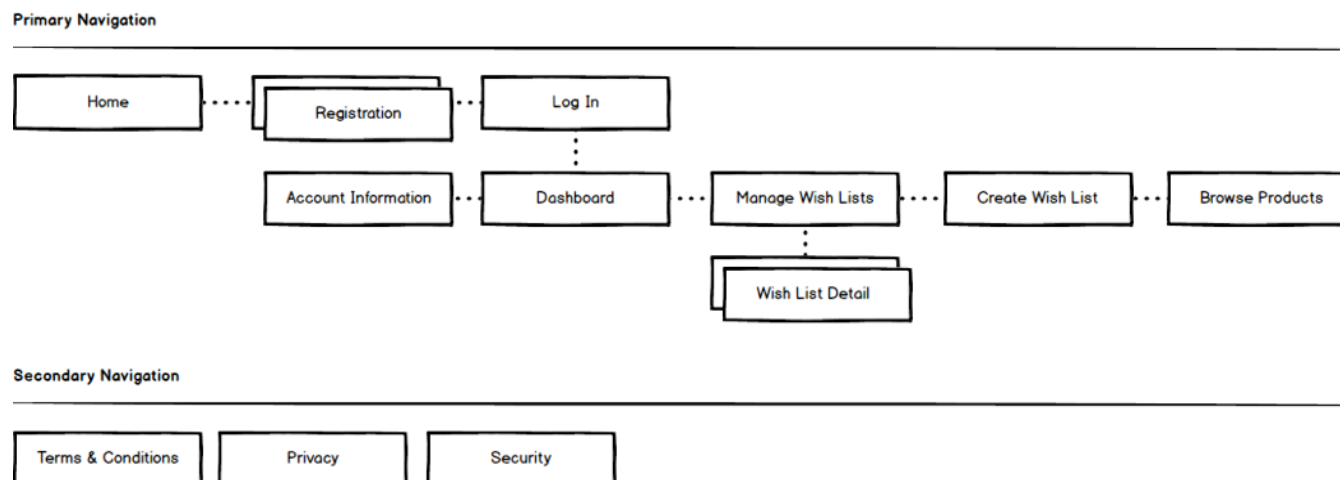 Primary Navigation
Home
Registration
Log In
Account Information
Dashboard
Manage Wish Lists
Create Wish List
Browse Products
Wish List Detail
Secondary Navigation
Terms & Conditions
Privacy
Security